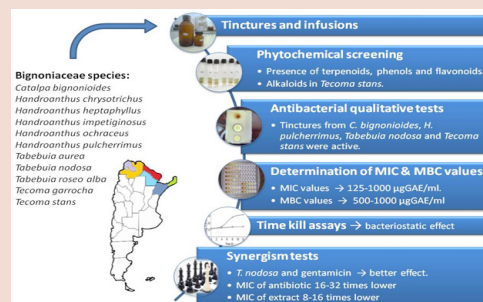 Bignoniaceae species:
Catalpa bignonioides
Handroanthus chrysotrichus
Handroanthus heptaphyllus
Handroanthus impetiginosus
Handroanthus ochraceus
Handroanthus pulcherrimus
Tabebuia aurea
Tabebuia nodosa
Tabebuia roseo alba
Tecoma garrocha
Tecoma stans
Tinctures and infusions
Phytochemical screening
• Presence of terpenoids, phenols and flavonoids.
• Alkaloids in Tecoma stans.
Antibacterial qualitative tests
• Tinctures from C. bignonioides, H.
pulcherrimus, Tabebuia nodosa and Tecoma
stans were active.
Determination of MIC & MBC values
• MIC values → 125-1000 µgGAE/ml.
• MBC values → 500-1000 µgGAE/ml
Time kill assays → bacteriostatic effect
Synergism tests
• T. nodosa and gentamicin → better effect.
• MIC of antibiotic 16-32 times lower
• MIC of extract 8-16 times lower